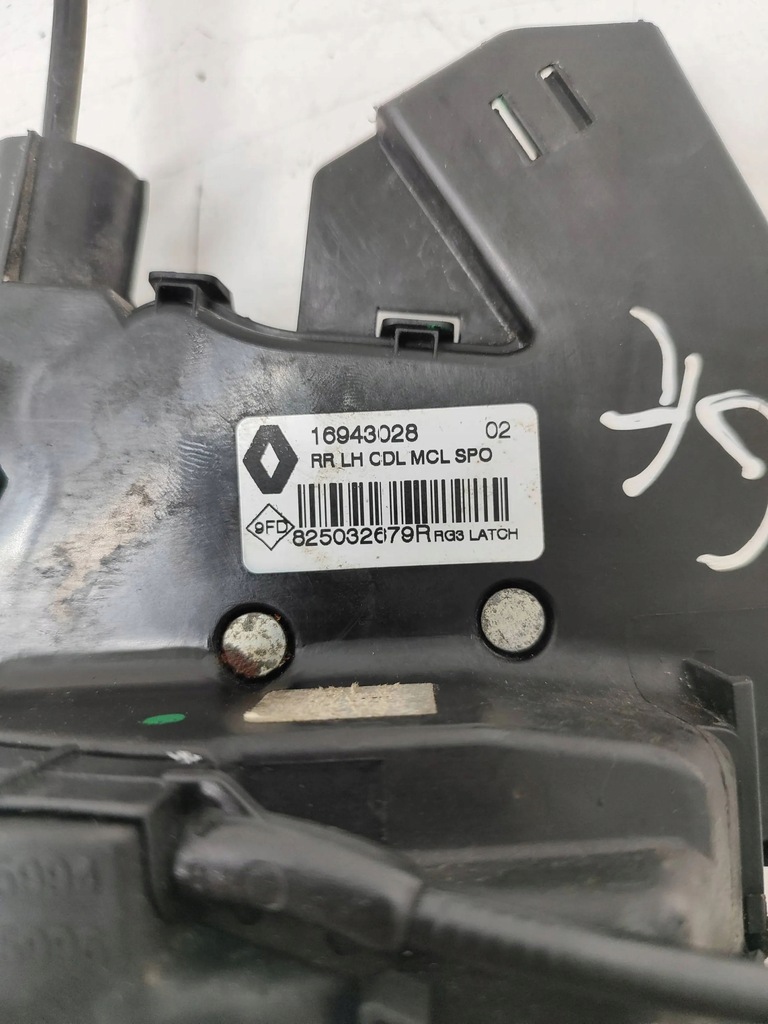 16943028 02
RR LH CDL MCL SPO
9FD
825032679R RG3 LATCH